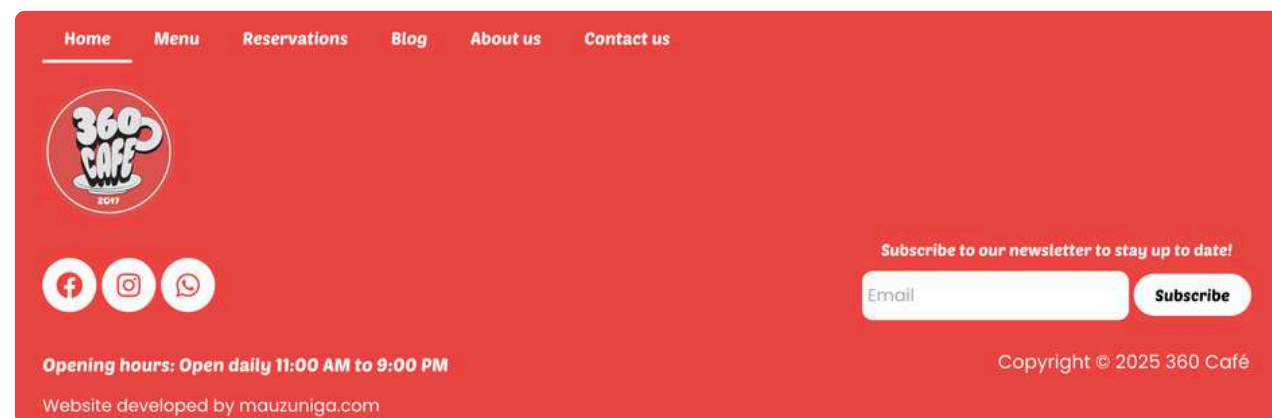 Home Menu Reservations Blog About us Contact us
360
CAFE
2017
Subscribe to our newsletter to stay up to date!
Email Subscribe
Opening hours: Open daily 11:00 AM to 9:00 PM
Copyright © 2025 360 Café
Website developed by mauzuniga.com